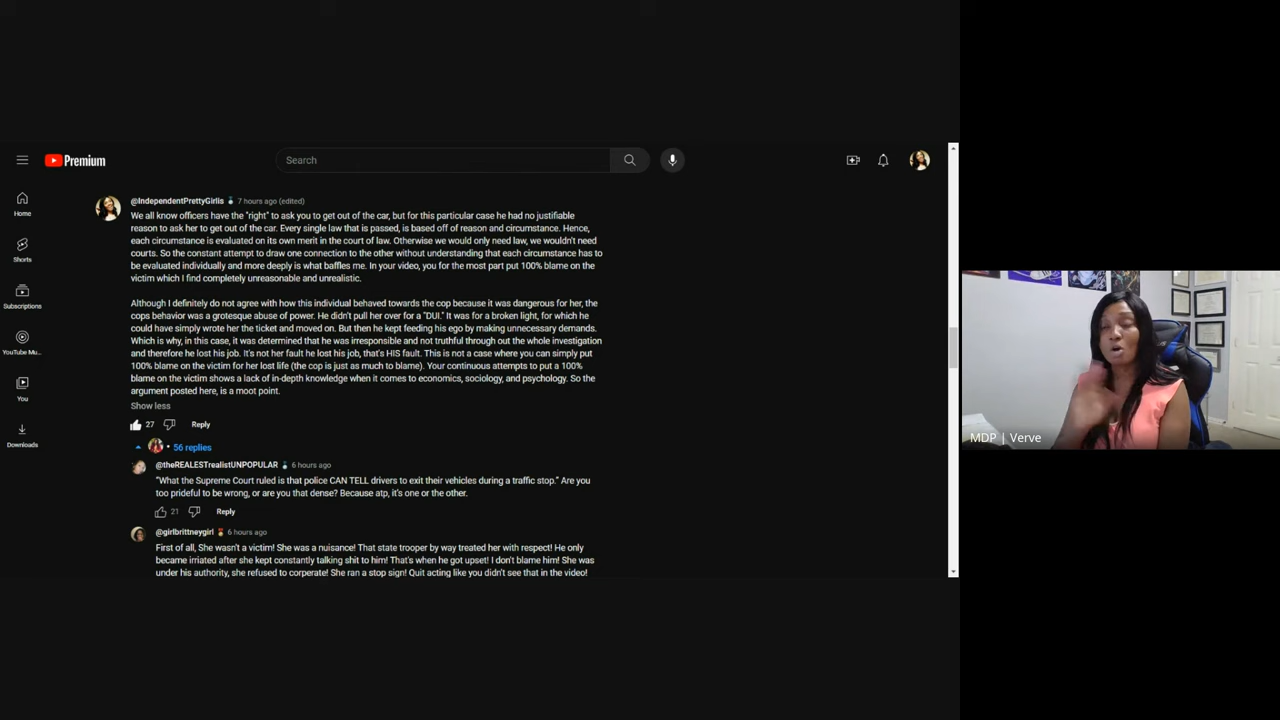 Premium
Search
Home
Shorts
Subscriptions
YouTube Mu...
You
Downloads
@IndependentPrettyGirlis 7 hours ago (edited)
We all know officers have the "right" to ask you to get out of the car, but for this particular case he had no justifiable
reason to ask her to get out of the car. Every single law that is passed, is based off of reason and circumstance. Hence,
each circumstance is evaluated on its own merit in the court of law. Otherwise we would only need law, we wouldn't need
courts. So the constant attempt to draw one connection to the other without understanding that each circumstance has to
be evaluated individually and more deeply is what baffles me. In your video, you for the most part put 100% blame on the
victim which I find completely unreasonable and unrealistic.
Although I definitely do not agree with how this individual behaved towards the cop because it was dangerous for her, the
cops behavior was a grotesque abuse of power. He didn't pull her over for a "DUI." It was for a broken light, for which he
could have simply wrote her the ticket and moved on. But then he kept feeding his ego by making unnecessary demands.
Which is why, in this case, it was determined that he was irresponsible and not truthful through out the whole investigation
and therefore he lost his job. It's not her fault he lost his job, that's HIS fault. This is not a case where you can simply put
100% blame on the victim for her lost life (the cop is just as much to blame). Your continuous attempts to put a 100%
blame on the victim shows a lack of in-depth knowledge when it comes to economics, sociology, and psychology. So the
argument posted here, is a moot point.
Show less
27 Reply
56 replies
@theREALESTrealistUNPOPULAR 6 hours ago
"What the Supreme Court ruled is that police CAN TELL drivers to exit their vehicles during a traffic stop." Are you
too prideful to be wrong, or are you that dense? Because atp, it's one or the other.
21 Reply
@girlbrittneygirl 6 hours ago
First of all, She wasn't a victim! She was a nuisance! That state trooper by way treated her with respect! He only
became irriated after she kept constantly talking shit to him! That's when he got upset! I don't blame him! She was
under his authority, she refused to corperate! She ran a stop sign! Quit acting like you didn't see that in the video!
MDP | Verve